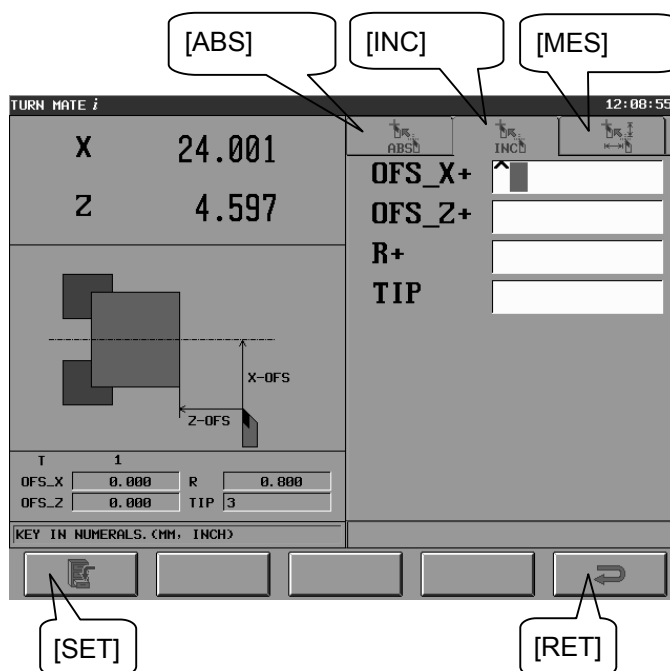 [ABS] [INC] [MES]
TURN MATE i 12:08:55
X 24.001
Z 4.597
ABS INC
OFS_X+ ^
OFS_Z+
R+
TIP
X-OFS
Z-OFS
T 1
OFS_X 0.000 R 0.800
OFS_Z 0.000 TIP 3
KEY IN NUMERALS.(MM, INCH)
[SET] [RET]